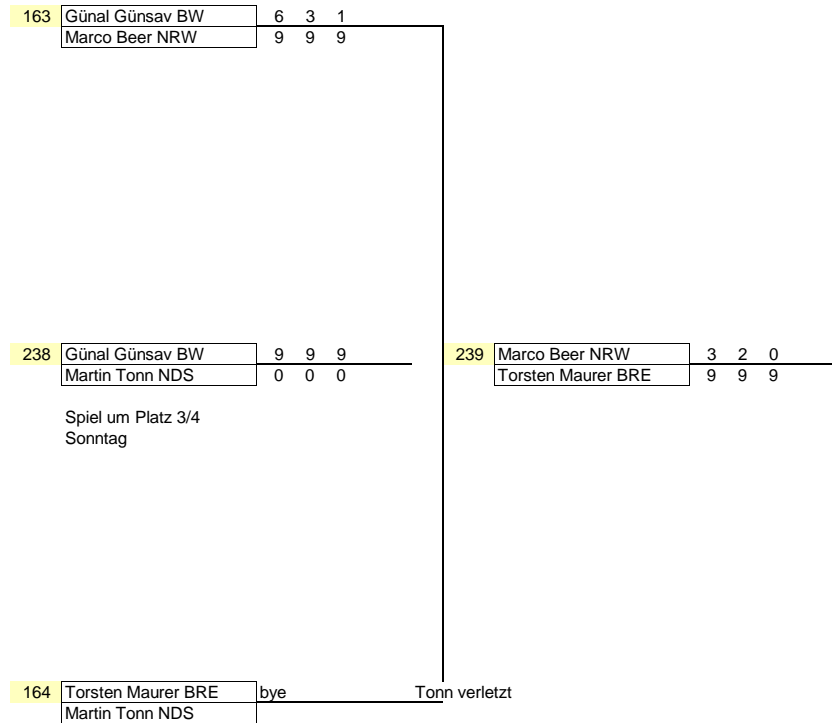 163 Günal Günsav BW 6 3 1
Marco Beer NRW 9 9 9
238 Günal Günsav BW 9 9 9 239 Marco Beer NRW 3 2 0
Martin Tonn NDS 0 0 0 Torsten Maurer BRE 9 9 9
Spiel um Platz 3/4
Sonntag
164 Torsten Maurer BRE bye Tonn verletzt
Martin Tonn NDS